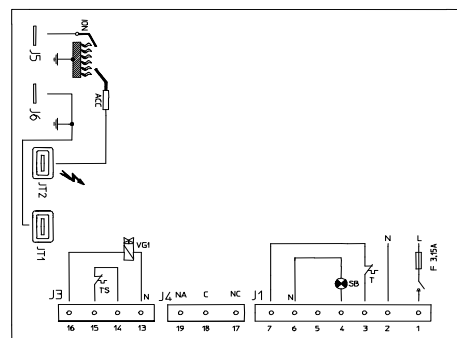 J5
ION
J6
ACC
JT2
JT1
VG1
TS
N
J3
16 15 14 13
J4
NA C NC
19 18 17
J1
N
SB
T
N
L
F 3.15A
7 6 5 4 3 2 1